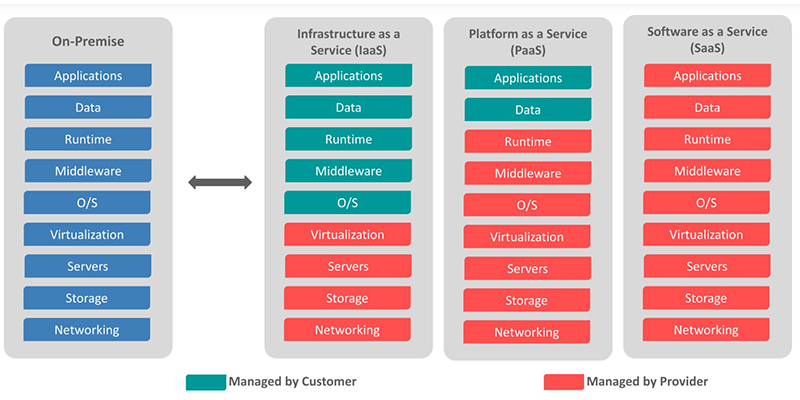 On-Premise
Applications
Data
Runtime
Middleware
O/S
Virtualization
Servers
Storage
Networking
Infrastructure as a
Service (IaaS)
Applications
Data
Runtime
Middleware
O/S
Virtualization
Servers
Storage
Networking
Platform as a Service
(PaaS)
Applications
Data
Runtime
Middleware
O/S
Virtualization
Servers
Storage
Networking
Software as a Service
(SaaS)
Applications
Data
Runtime
Middleware
O/S
Virtualization
Servers
Storage
Networking
Managed by Customer
Managed by Provider